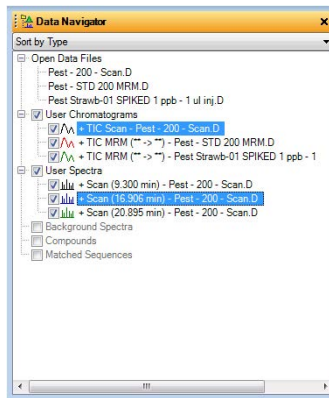 Data Navigator
Sort by Type
Open Data Files
Pest - 200 - Scan.D
Pest - STD 200 MRM.D
Pest Strawb-01 SPIKED 1 ppb - 1 ul inj.D
User Chromatograms
+ TIC Scan - Pest - 200 - Scan.D
+ TIC MRM (** -> **) - Pest - STD 200 MRM.D
+ TIC MRM (** -> **) - Pest Strawb-01 SPIKED 1 ppb - 1
User Spectra
+ Scan (9.300 min) - Pest - 200 - Scan.D
+ Scan (16.906 min) - Pest - 200 - Scan.D
+ Scan (20.895 min) - Pest - 200 - Scan.D
Background Spectra
Compounds
Matched Sequences